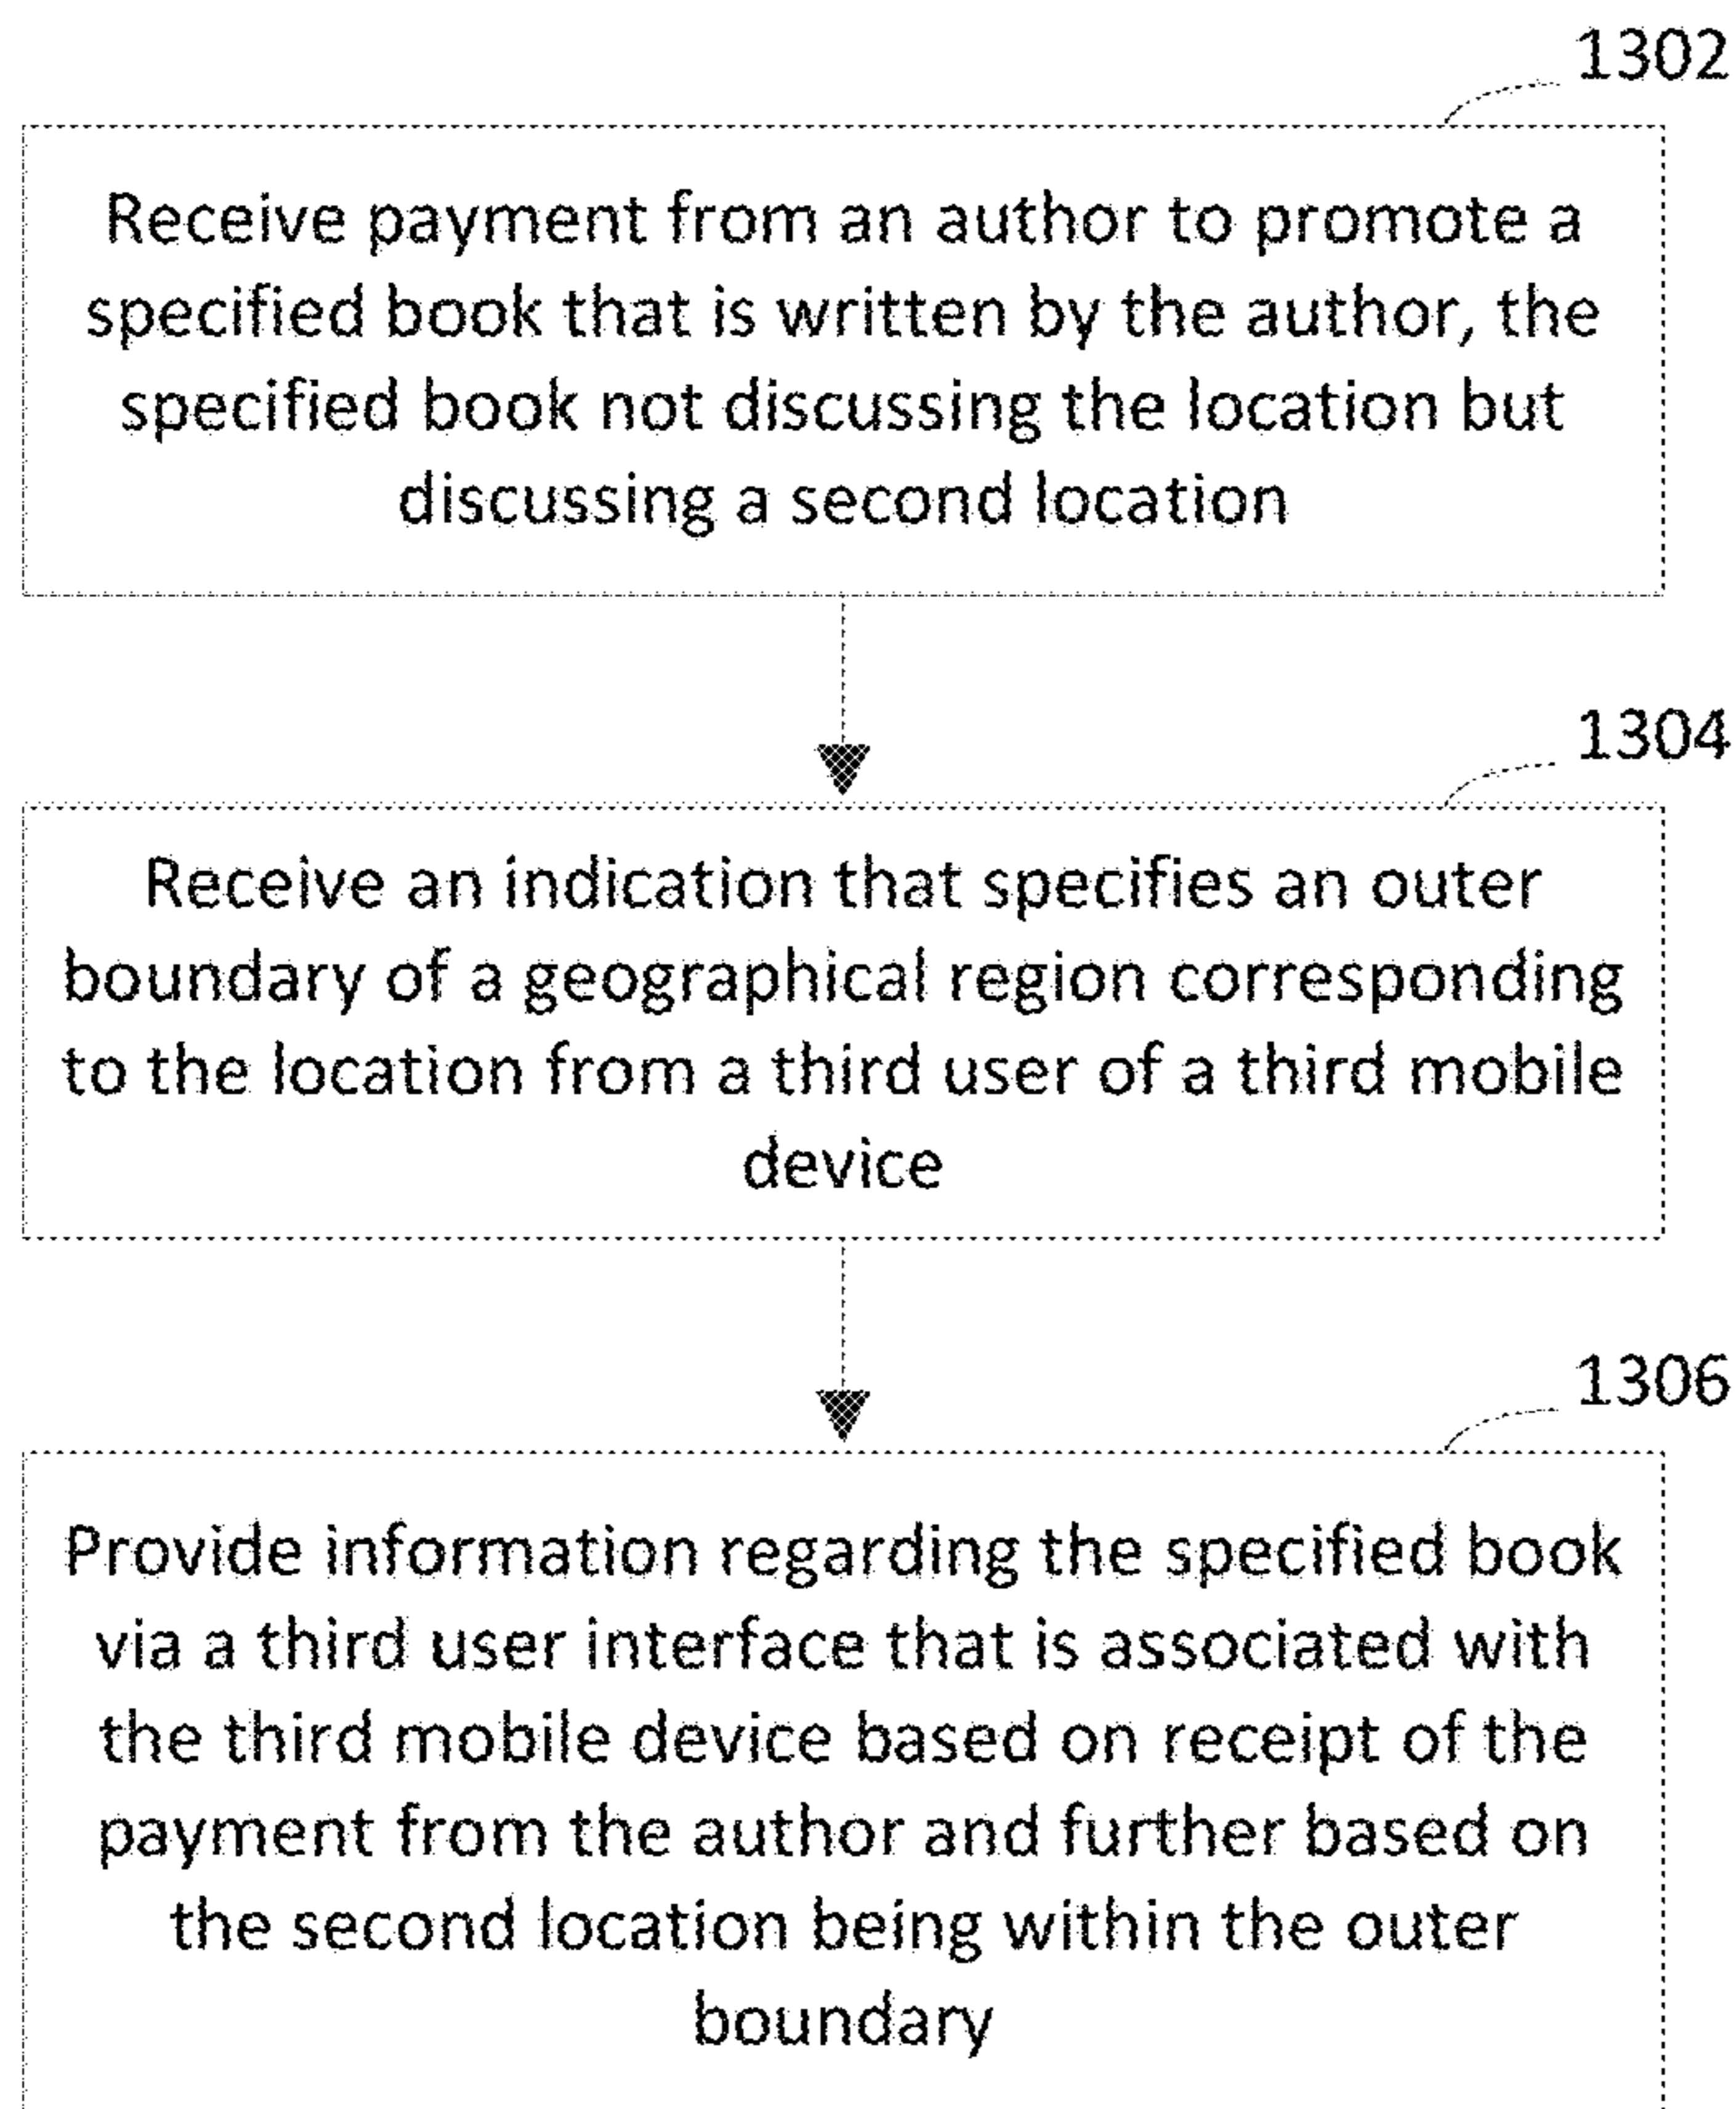 1302
Receive payment from an author to promote a
specified book that is written by the author, the
specified book not discussing the location but
discussing a second location
1304
Receive an indication that specifies an outer
boundary of a geographical region corresponding
to the location from a third user of a third mobile
device
1306
Provide information regarding the specified book
via a third user interface that is associated with
the third mobile device based on receipt of the
payment from the author and further based on
the second location being within the outer
boundary